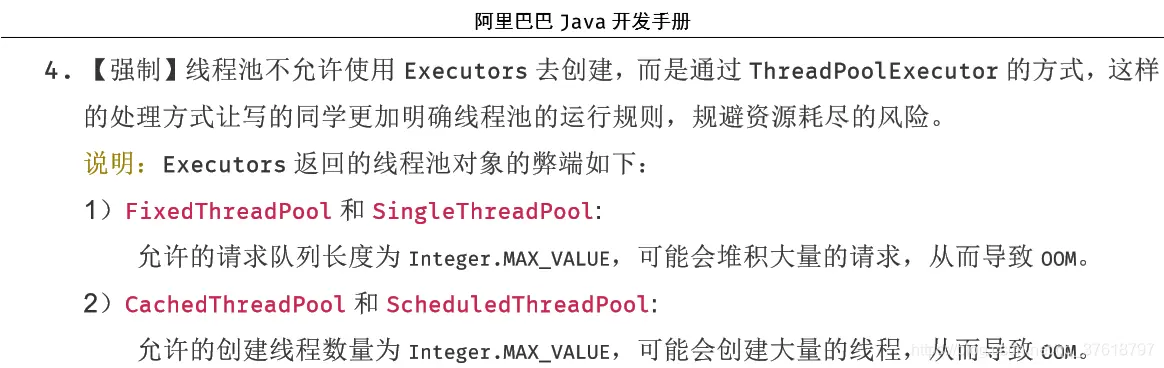 阿里巴巴 Java 开发手册
4. 【强制】线程池不允许使用 Executors 去创建，而是通过 ThreadPoolExecutor 的方式，这样
的处理方式让写的同学更加明确线程池的运行规则，规避资源耗尽的风险。
说明：Executors 返回的线程池对象的弊端如下：
1）FixedThreadPool 和 SingleThreadPool:
允许的请求队列长度为 Integer.MAX_VALUE，可能会堆积大量的请求，从而导致 OOM。
2）CachedThreadPool 和 ScheduledThreadPool:
允许的创建线程数量为 Integer.MAX_VALUE，可能会创建大量的线程，从而导致 OOM。